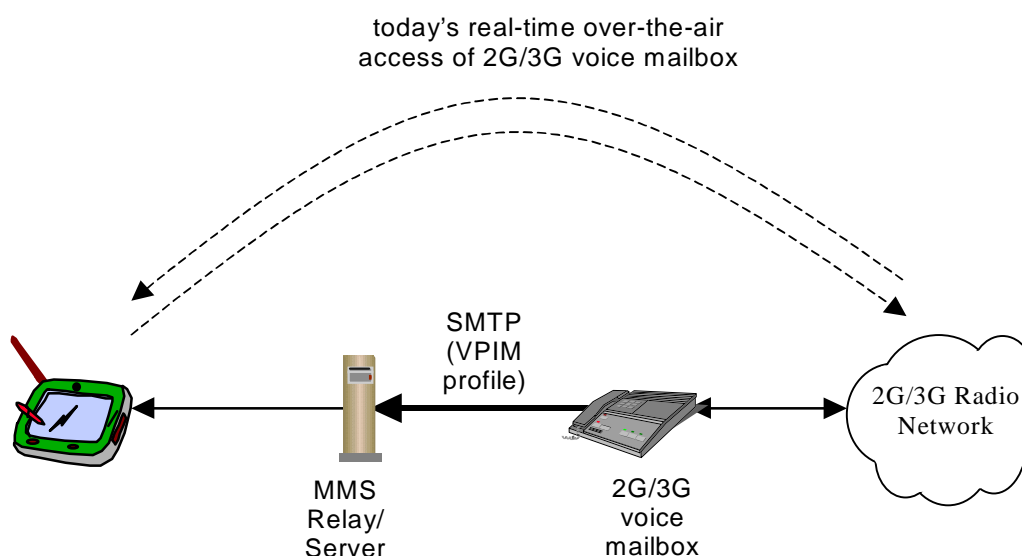 today's real-time over-the-air
access of 2G/3G voice mailbox
SMTP
(VPIM
profile)
2G/3G Radio
Network
MMS
Relay/
Server
2G/3G
voice
mailbox